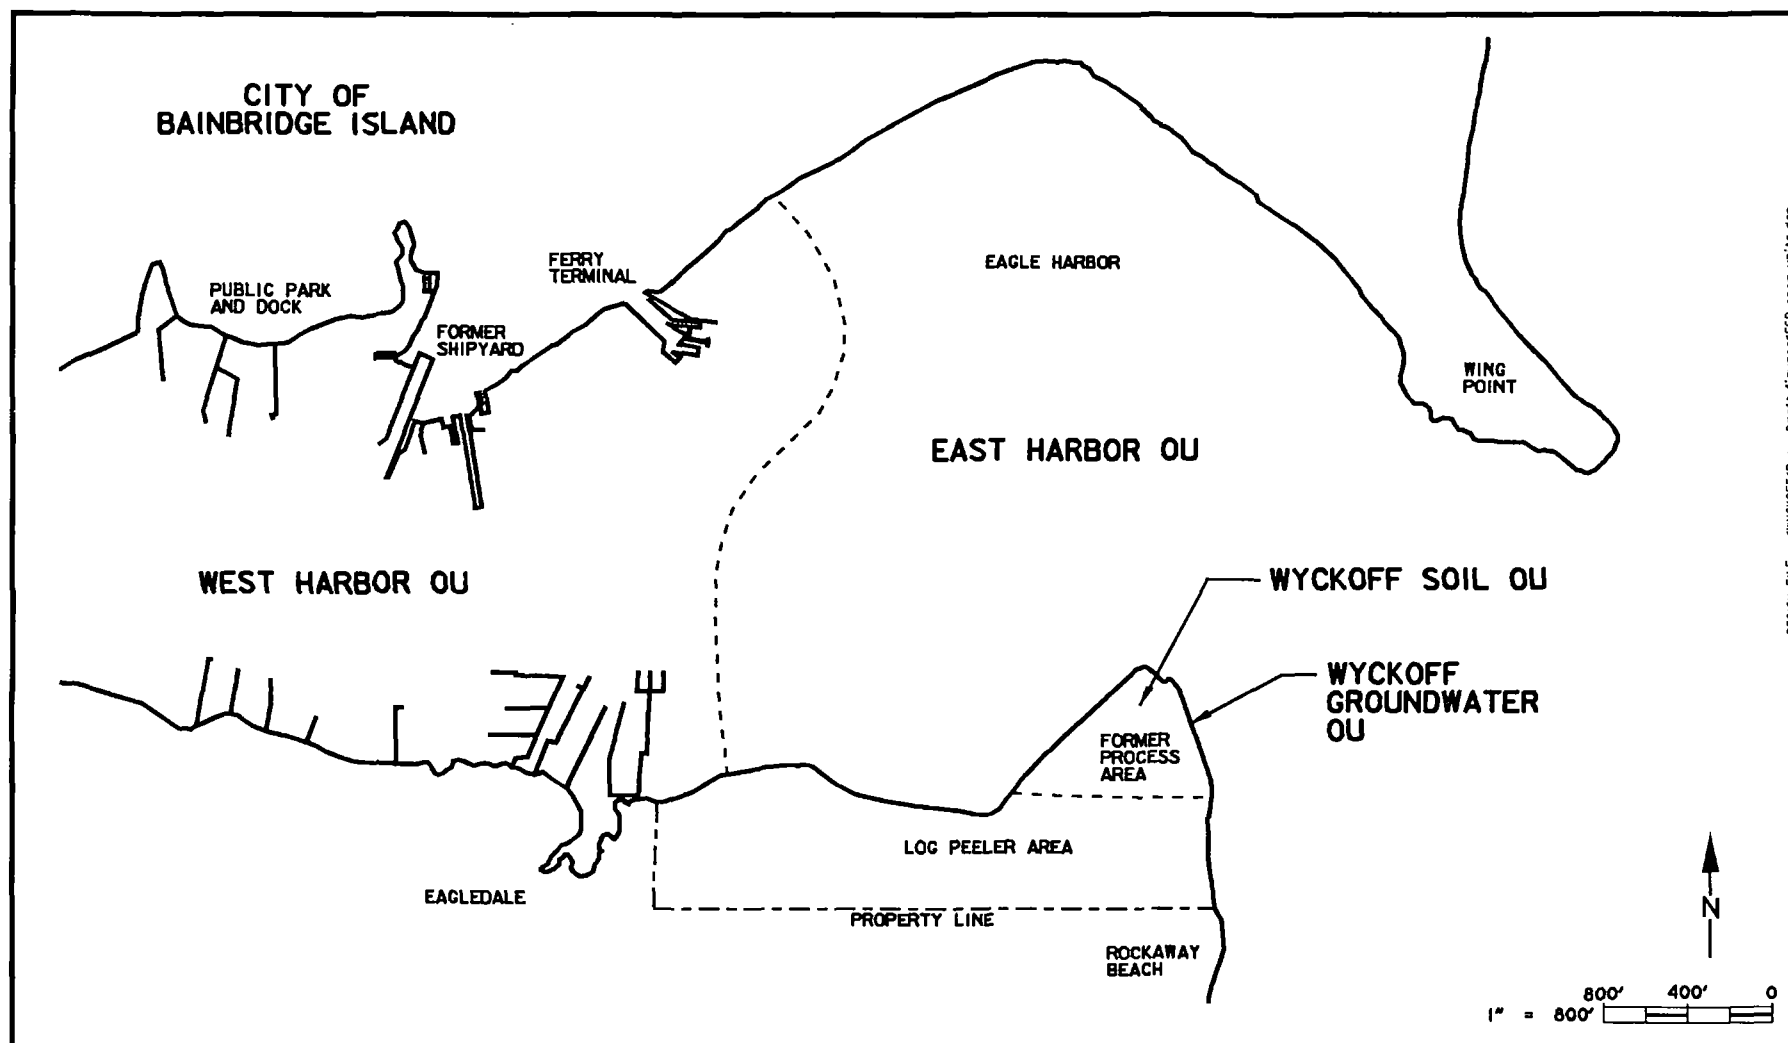 CITY OF
BAINBRIDGE ISLAND
PUBLIC PARK
AND DOCK
FERRY
TERMINAL
FORMER
SHIPYARD
EAGLE HARBOR
WING
POINT
EAST HARBOR OU
WEST HARBOR OU
WYCKOFF SOIL OU
WYCKOFF
GROUNDWATER
OU
FORMER
PROCESS
AREA
LOG PEELER AREA
EAGLEDALE
PROPERTY LINE
ROCKAWAY
BEACH
N
800' 400' 0
1" = 800'